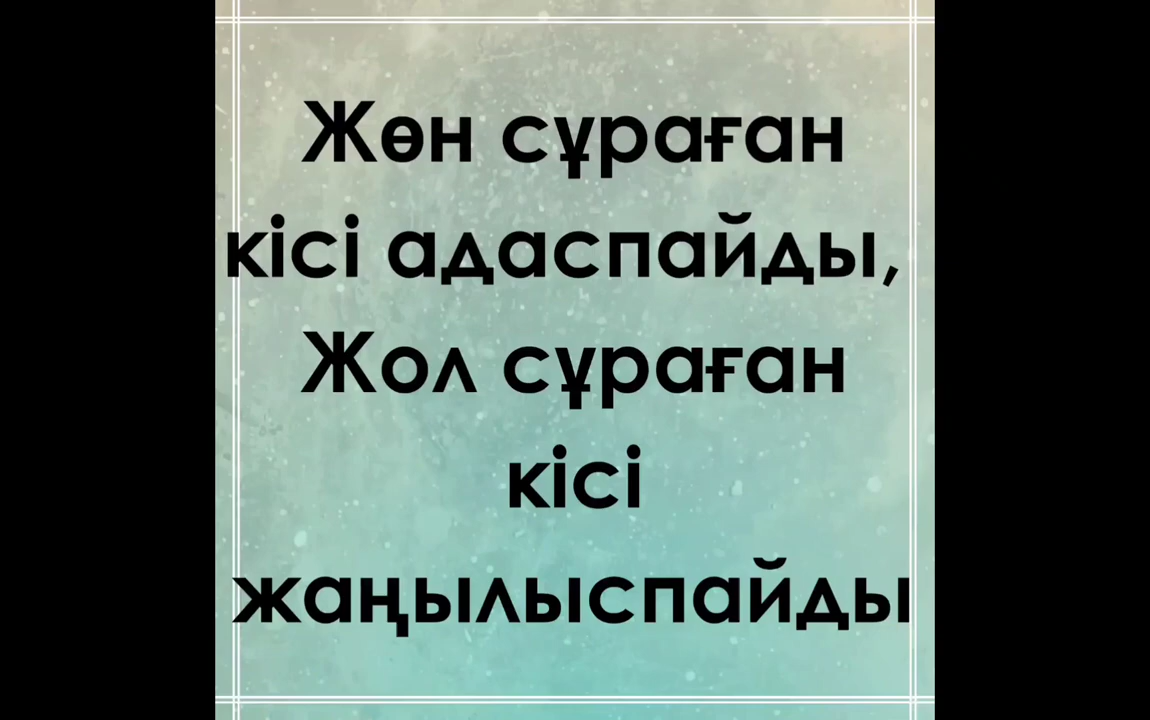 Жөн сұраған
кісі адаспайды,
Жол сұраған
кісі
жаңылыспайды